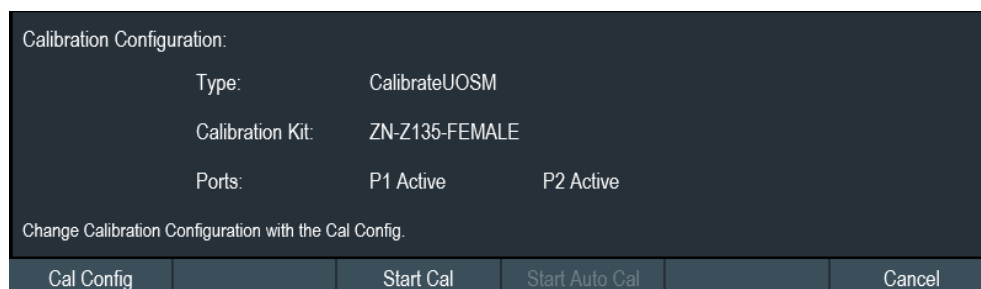 Calibration Configuration:
Type: CalibrateUOSM
Calibration Kit: ZN-Z135-FEMALE
Ports: P1 Active P2 Active
Change Calibration Configuration with the Cal Config.
Cal Config Start Cal Start Auto Cal Cancel